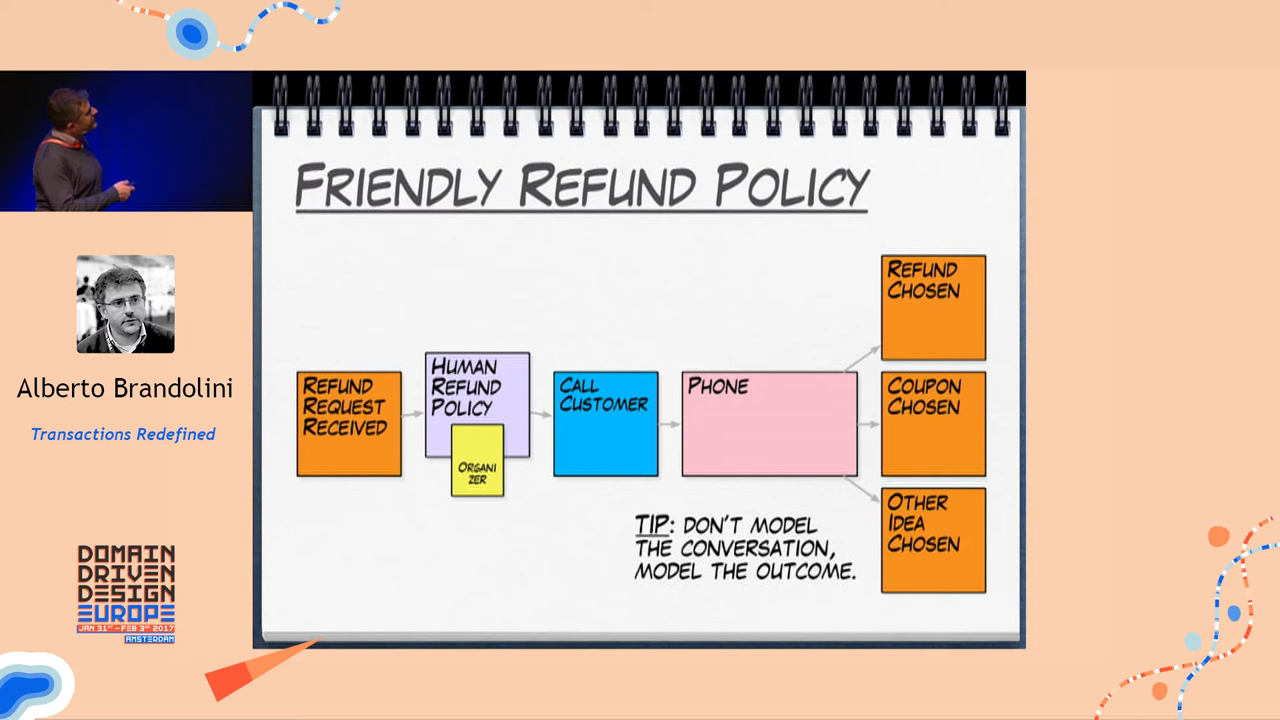 FRIENDLY REFUND POLICY
REFUND
CHOSEN
HUMAN
REFUND
POLICY
ORGANI
ZER
REFUND
REQUEST
RECEIVED
CALL
CUSTOMER
PHONE
COUPON
CHOSEN
OTHER
IDEA
CHOSEN
TIP: DON'T MODEL
THE CONVERSATION,
MODEL THE OUTCOME.
Alberto Brandolini
Transactions Redefined
DOMAIN
DRIVEN
DESIGN
EUROPE
JAN 31ST-FEB 3RD 2017
AMSTERDAM